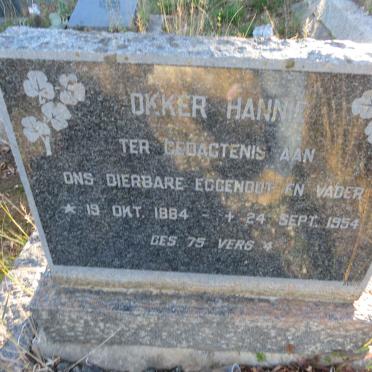 OKKER HANNIE
TER GEDAGTENIS AAN
ONS DIERBARE EGGENOOT EN VADER
* 19 OKT. 1884 - + 24 SEPT. 1954
GES 75 VERS 4